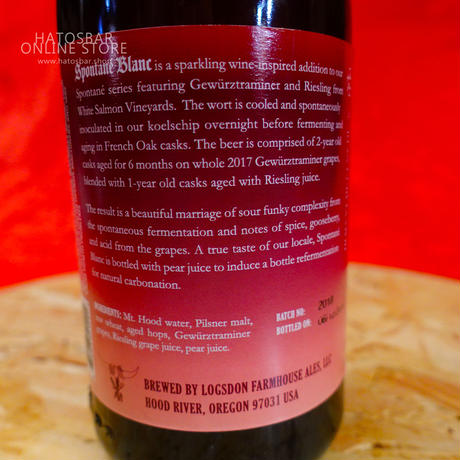 HATOSBAR
ONLINE STORE
www.hatosbar.shop
Spontané Blanc is a sparkling wine-inspired addition to our
Spontané series featuring Gewürztraminer and Riesling from
White Salmon Vineyards. The wort is cooled and spontaneously
inoculated in our koelschip overnight before fermenting and
aging in French Oak casks. The beer is comprised of 2-year old
casks aged for 6 months on whole 2017 Gewürztraminer grapes,
blended with 1-year old casks aged with Riesling juice.
The result is a beautiful marriage of sour funky complexity from
the spontaneous fermentation and notes of spice, gooseberry,
and acid from the grapes. A true taste of our locale, Spontané
Blanc is bottled with pear juice to induce a bottle refermentation
for natural carbonation.
INGREDIENTS: Mt. Hood water, Pilsner malt,
raw wheat, aged hops, Gewürztraminer
grapes, Riesling grape juice, pear juice.
BATCH NO: 2018
BOTTLED ON:
BREWED BY LOGSDON FARMHOUSE ALES, LLC
HOOD RIVER, OREGON 97031 USA